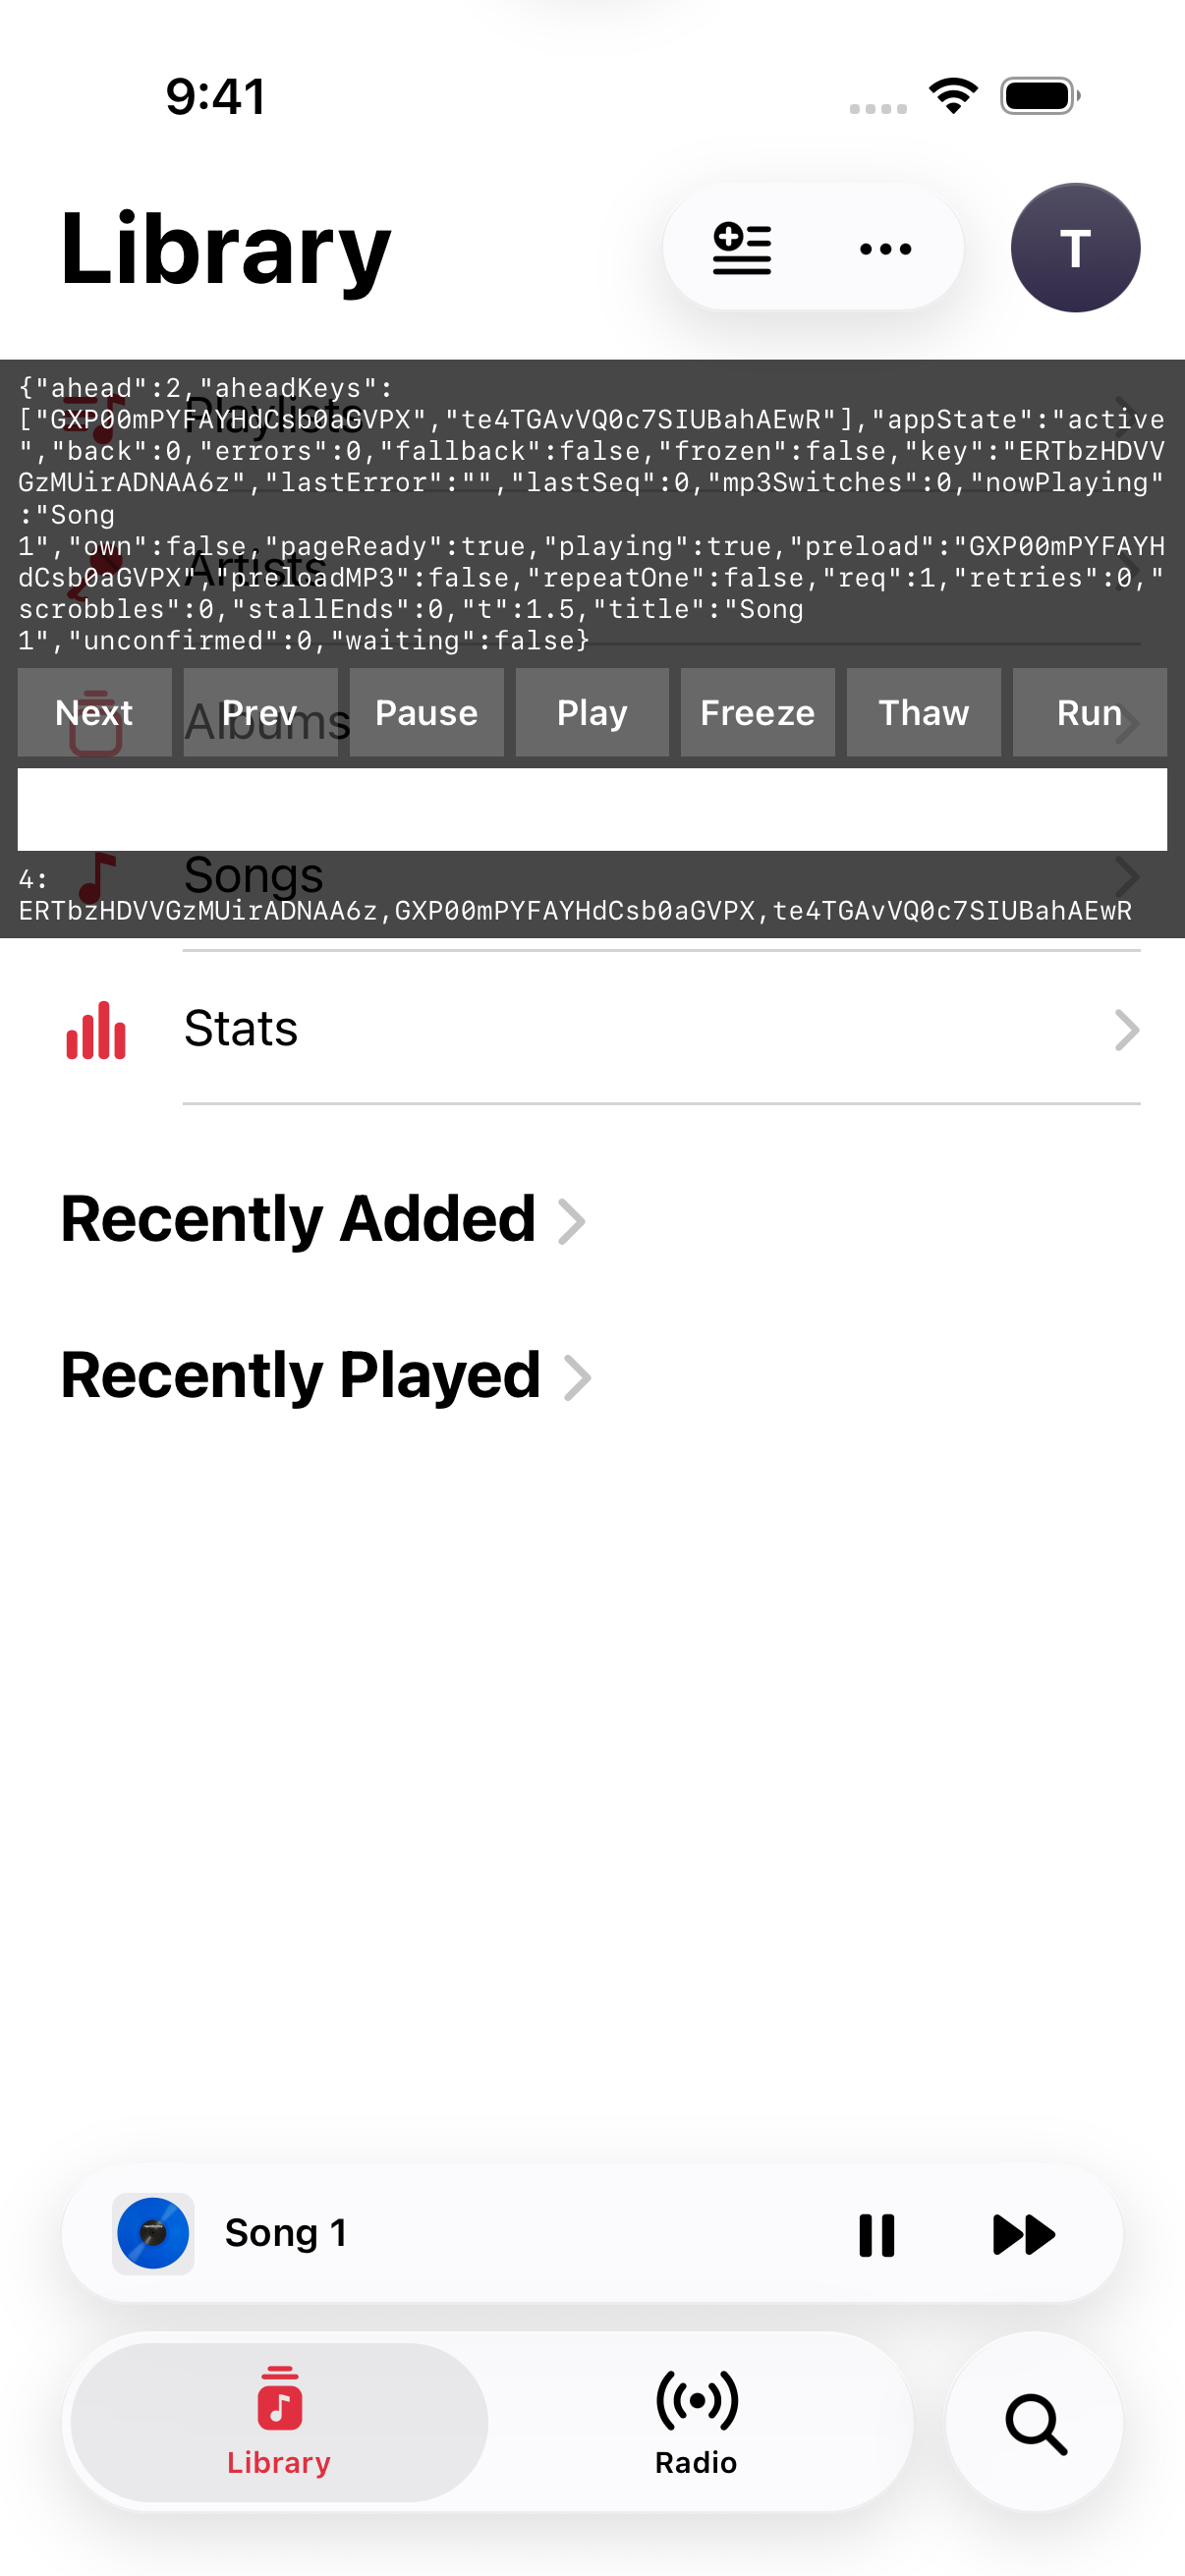 9:41
Library
T
{"ahead":2,"aheadKeys":
["GXP00mPYFAYHdCsb0aGVPX","te4TGAvVQ0c7SIUBahAEwR"],"appState":"active
","back":0,"errors":0,"fallback":false,"frozen":false,"key":"ERTbzHDVV
GzMUirADNAA6z","lastError":"","lastSeq":0,"mp3Switches":0,"nowPlaying"
:"Song
1","own":false,"pageReady":true,"playing":true,"preload":"GXP00mPYFAYH
dCsb0aGVPX","preloadMP3":false,"repeatOne":false,"req":1,"retries":0,"
scrobbles":0,"stallEnds":0,"t":1.5,"title":"Song
1","unconfirmed":0,"waiting":false}
Playlists
Artists
Next Prev Pause Play Freeze Thaw Run
Albums
Songs
4:
ERTbzHDVVGzMUirADNAA6z,GXP00mPYFAYHdCsb0aGVPX,te4TGAvVQ0c7SIUBahAEwR
Stats
Recently Added
Recently Played
Song 1
Library
Radio